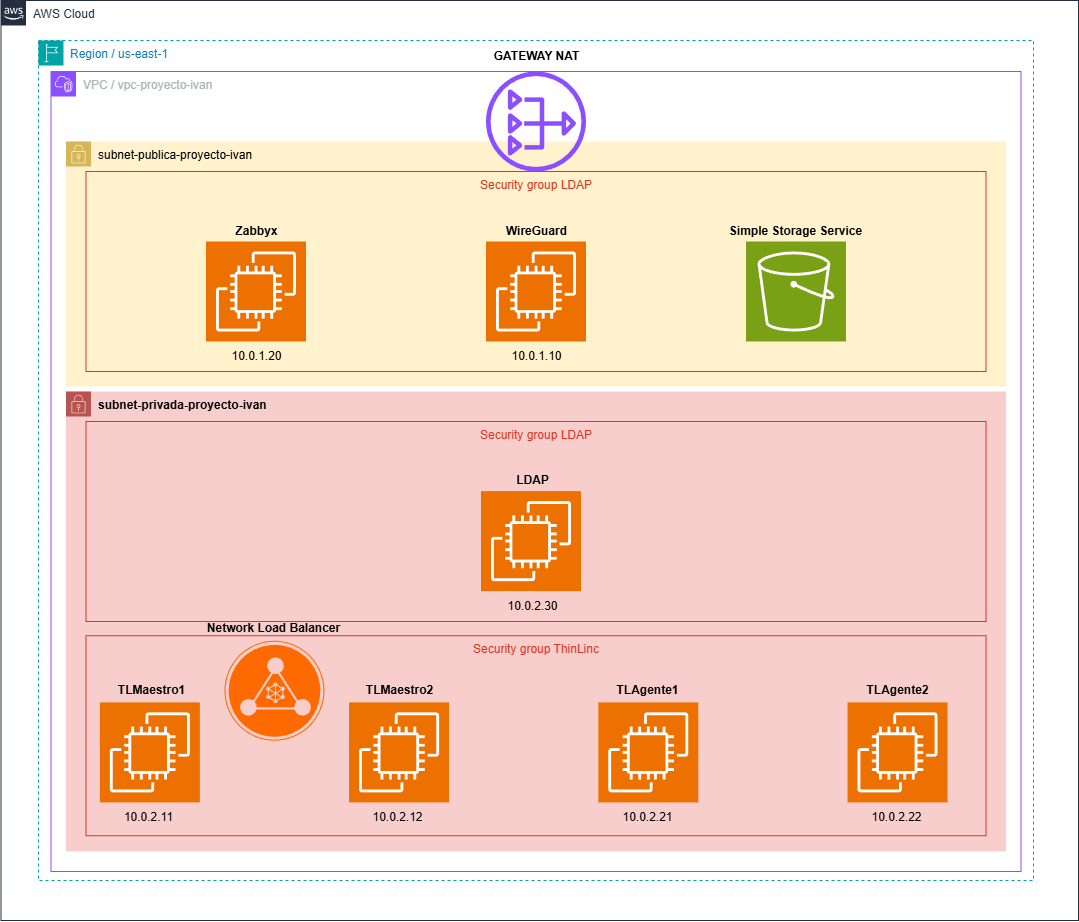 aws
AWS Cloud
Region / us-east-1
GATEWAY NAT
VPC / vpc-proyecto-ivan
subnet-publica-proyecto-ivan
Security group LDAP
Zabbyx
WireGuard
Simple Storage Service
10.0.1.20
10.0.1.10
subnet-privada-proyecto-ivan
Security group LDAP
LDAP
10.0.2.30
Network Load Balancer
Security group ThinLinc
TLMaestro1
TLMaestro2
TLAgente1
TLAgente2
10.0.2.11
10.0.2.12
10.0.2.21
10.0.2.22